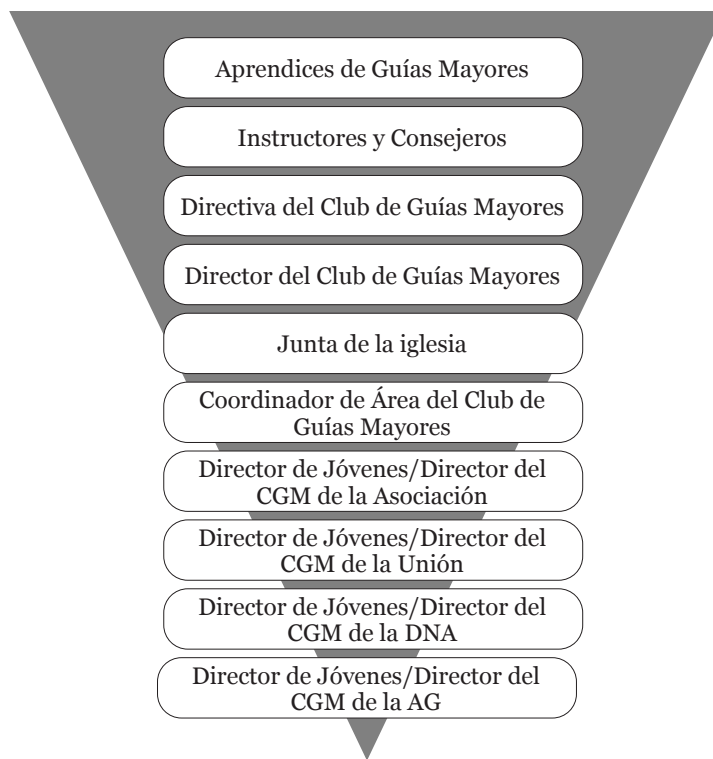 Aprendices de Guías Mayores
Instructores y Consejeros
Directiva del Club de Guías Mayores
Director del Club de Guías Mayores
Junta de la iglesia
Coordinador de Área del Club de
Guías Mayores
Director de Jóvenes/Director del
CGM de la Asociación
Director de Jóvenes/Director del
CGM de la Unión
Director de Jóvenes/Director del
CGM de la DNA
Director de Jóvenes/Director del
CGM de la AG